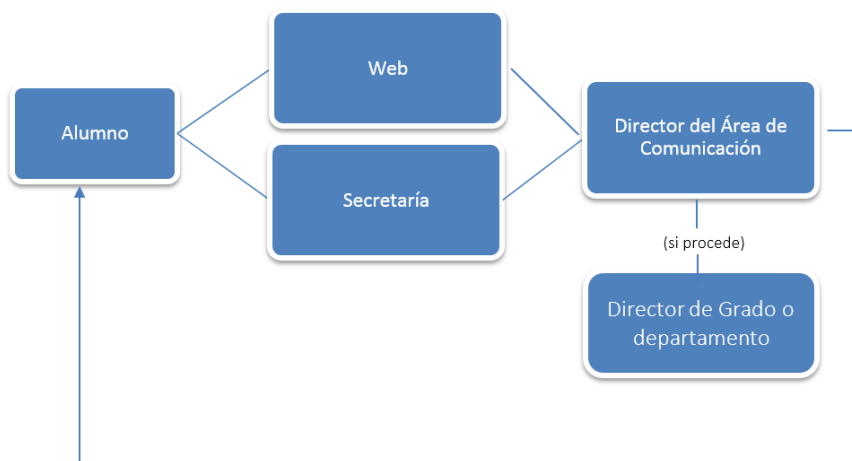 Web
Alumno
Director del Área de
Comunicación
Secretaría
(si procede)
Director de Grado o
departamento